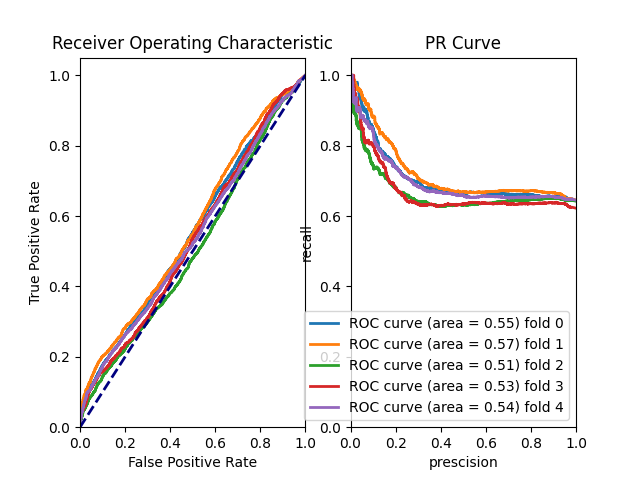 Receiver Operating Characteristic
PR Curve
1.0
0.8
0.6
0.4
0.2
0.0
True Positive Rate
0.0 0.2 0.4 0.6 0.8 1.0
False Positive Rate
1.0
0.8
0.6
0.4
0.2
0.0
recall
ROC curve (area = 0.55) fold 0
ROC curve (area = 0.57) fold 1
ROC curve (area = 0.51) fold 2
ROC curve (area = 0.53) fold 3
ROC curve (area = 0.54) fold 4
0.0 0.2 0.4 0.6 0.8 1.0
prescision